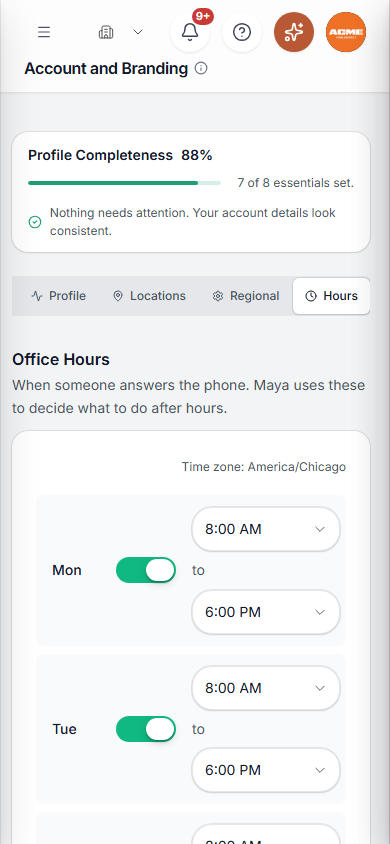 9+
ACME
Account and Branding
Profile Completeness 88%
7 of 8 essentials set.
Nothing needs attention. Your account details look
consistent.
Profile
Locations
Regional
Hours
Office Hours
When someone answers the phone. Maya uses these
to decide what to do after hours.
Time zone: America/Chicago
8:00 AM
Mon
to
6:00 PM
8:00 AM
Tue
to
6:00 PM